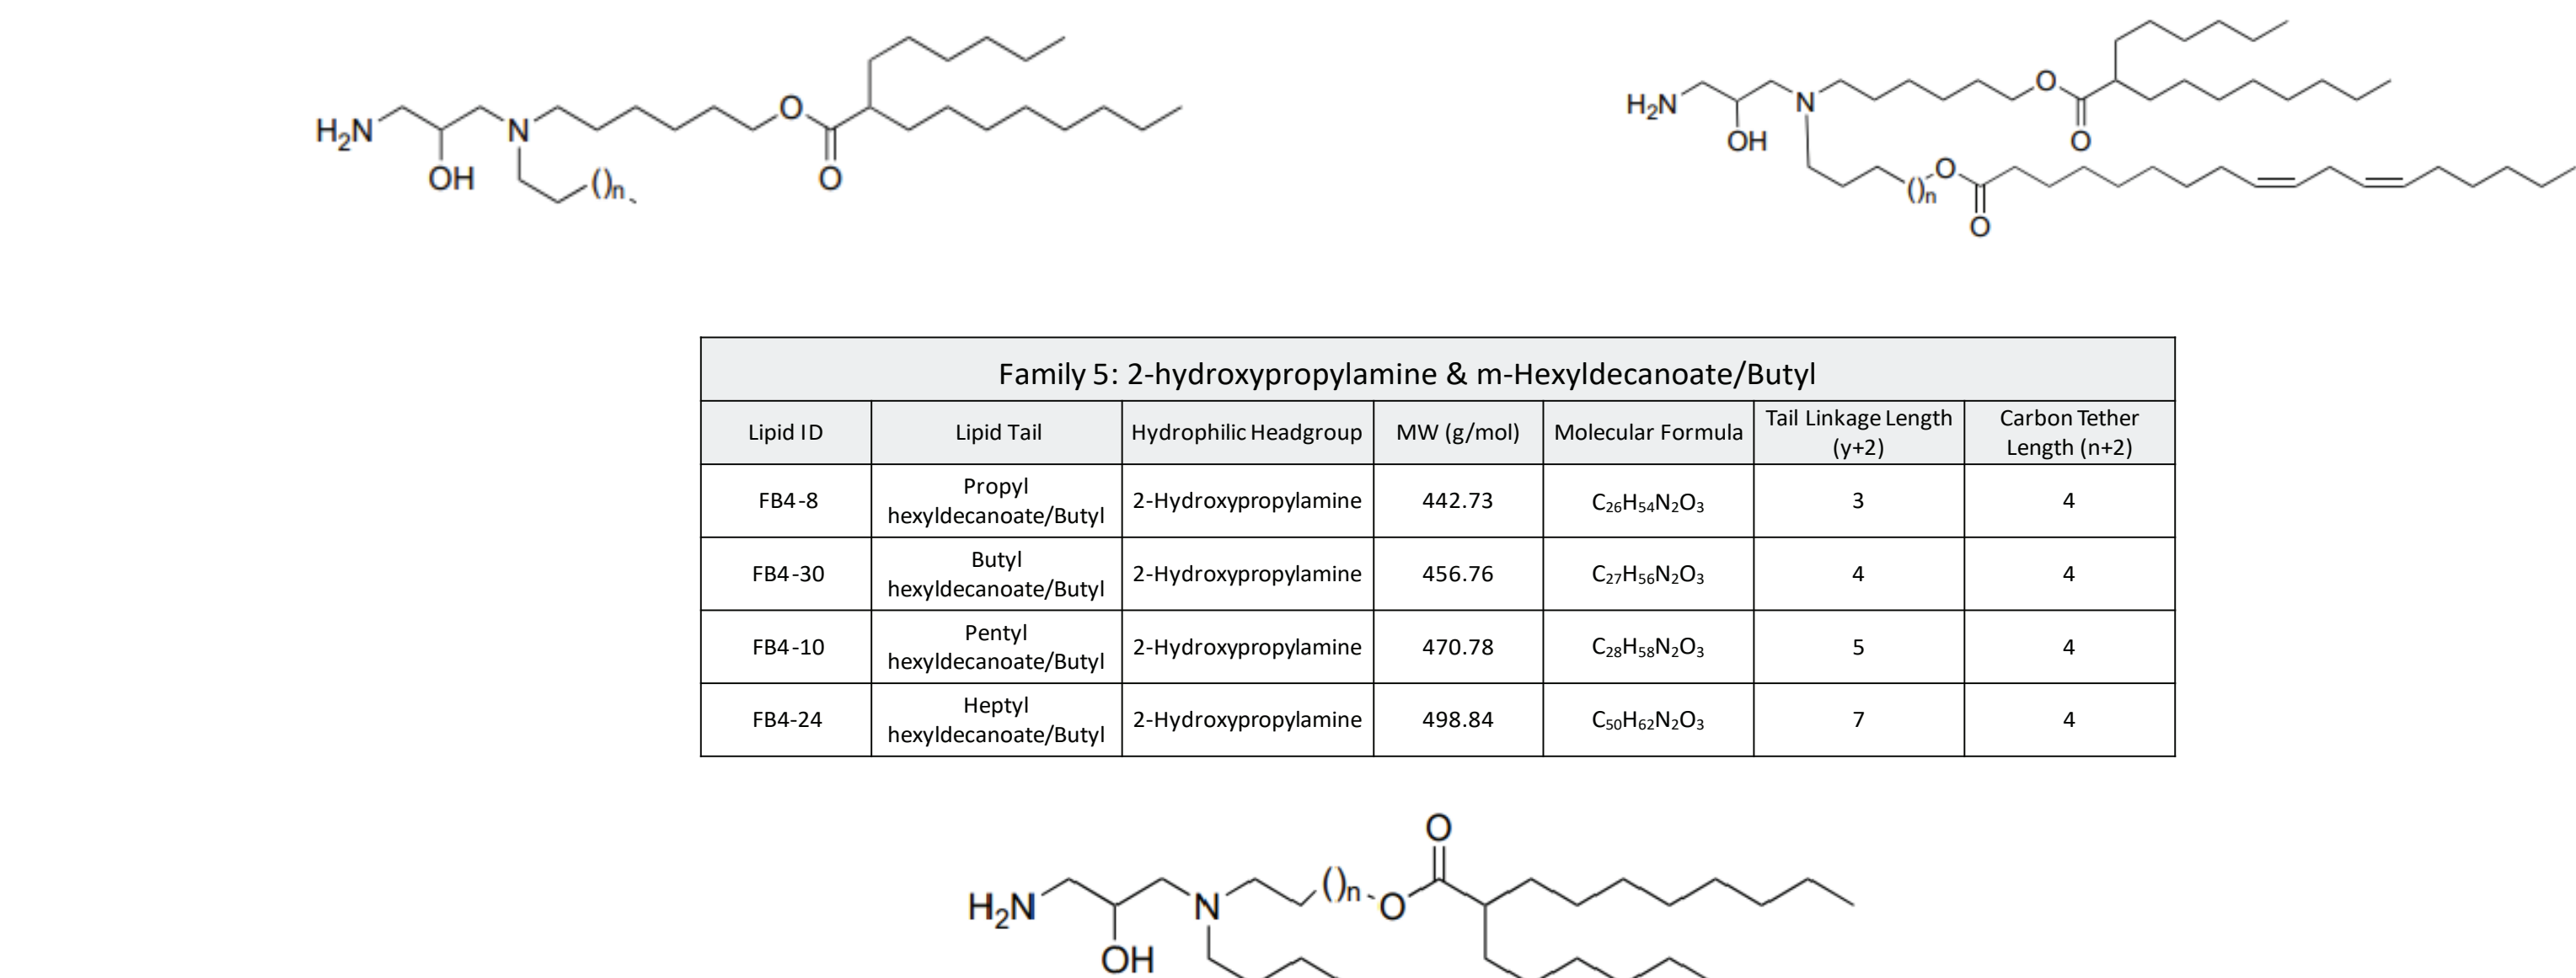 H₂N
OH
N
()n
O
O
H₂N
OH
N
O
O
()n
O
O
Family 5: 2-hydroxypropylamine & m-Hexyldecanoate/Butyl
Lipid ID
Lipid Tail
Hydrophilic Headgroup
MW (g/mol)
Molecular Formula
Tail Linkage Length
(y+2)
Carbon Tether
Length (n+2)
FB4-8
Propyl
hexyldecanoate/Butyl
2-Hydroxypropylamine
442.73
C₂₆H₅₄N₂O₃
3
4
FB4-30
Butyl
hexyldecanoate/Butyl
2-Hydroxypropylamine
456.76
C₂₇H₅₆N₂O₃
4
4
FB4-10
Pentyl
hexyldecanoate/Butyl
2-Hydroxypropylamine
470.78
C₂₈H₅₈N₂O₃
5
4
FB4-24
Heptyl
hexyldecanoate/Butyl
2-Hydroxypropylamine
498.84
C₅₀H₆₂N₂O₃
7
4
H₂N
OH
N
()n
O
O